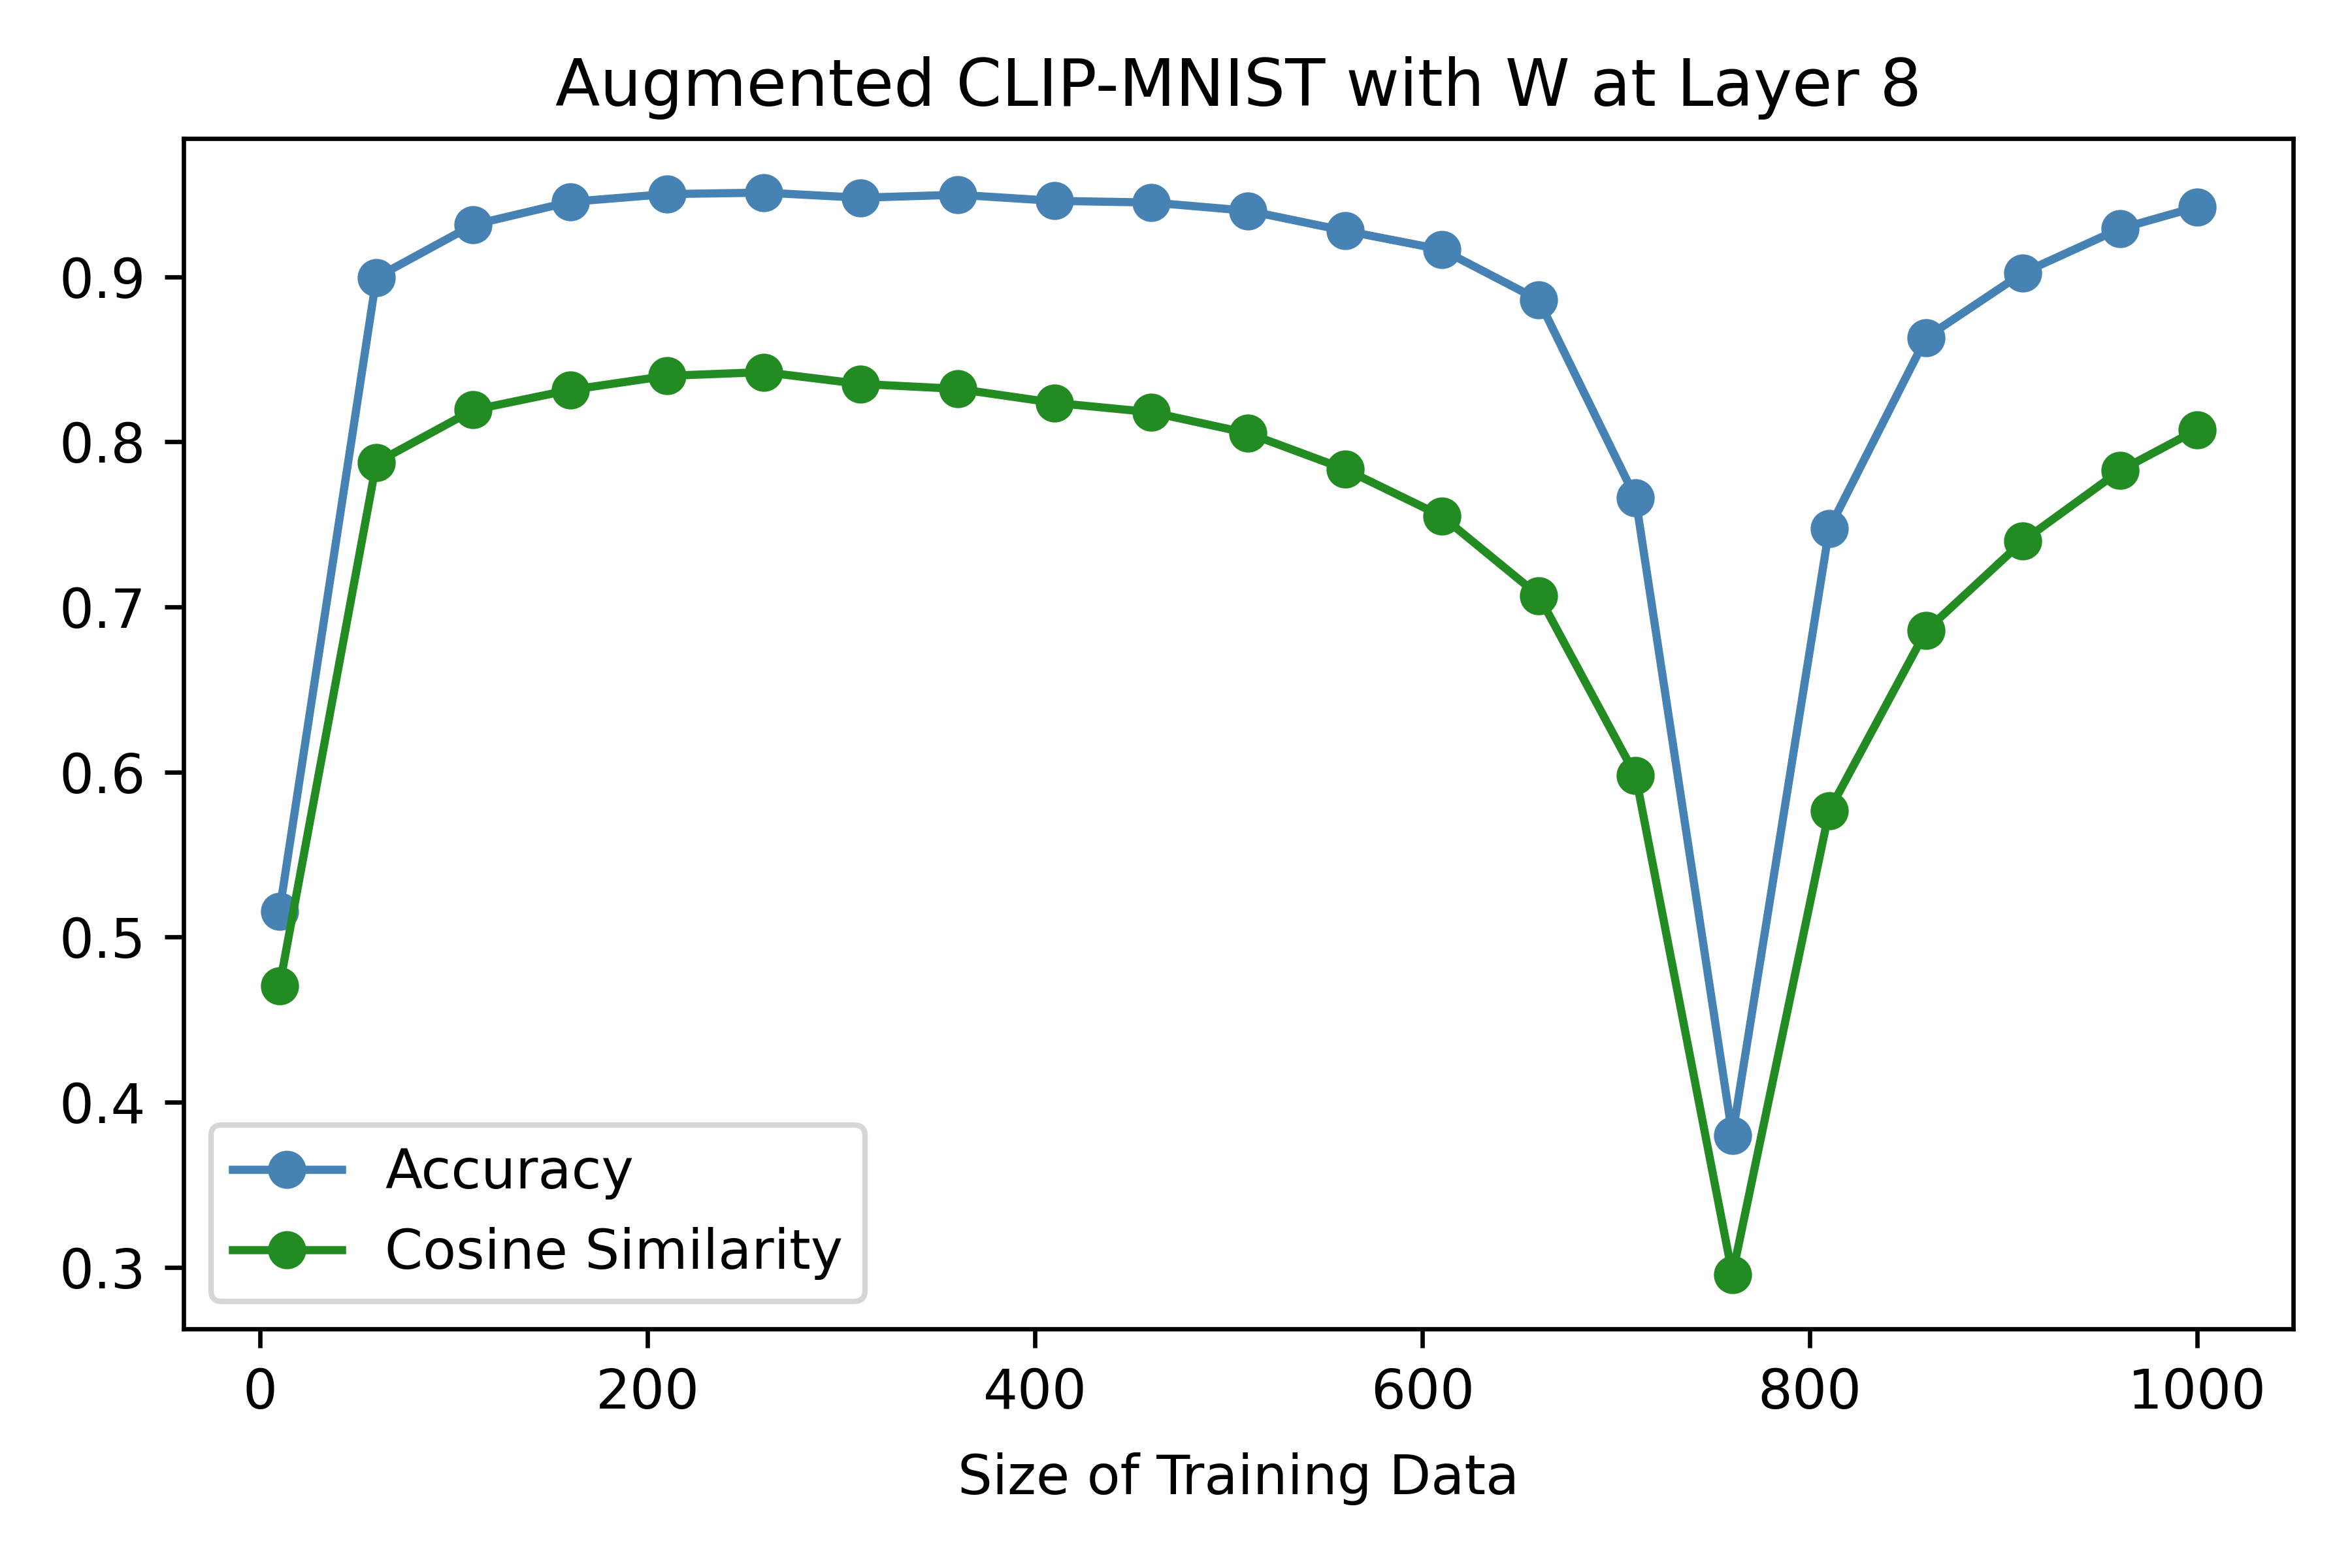 Augmented CLIP-MNIST with W at Layer 8
0.9
0.8
0.7
0.6
0.5
0.4
0.3
Accuracy
Cosine Similarity
0 200 400 600 800 1000
Size of Training Data